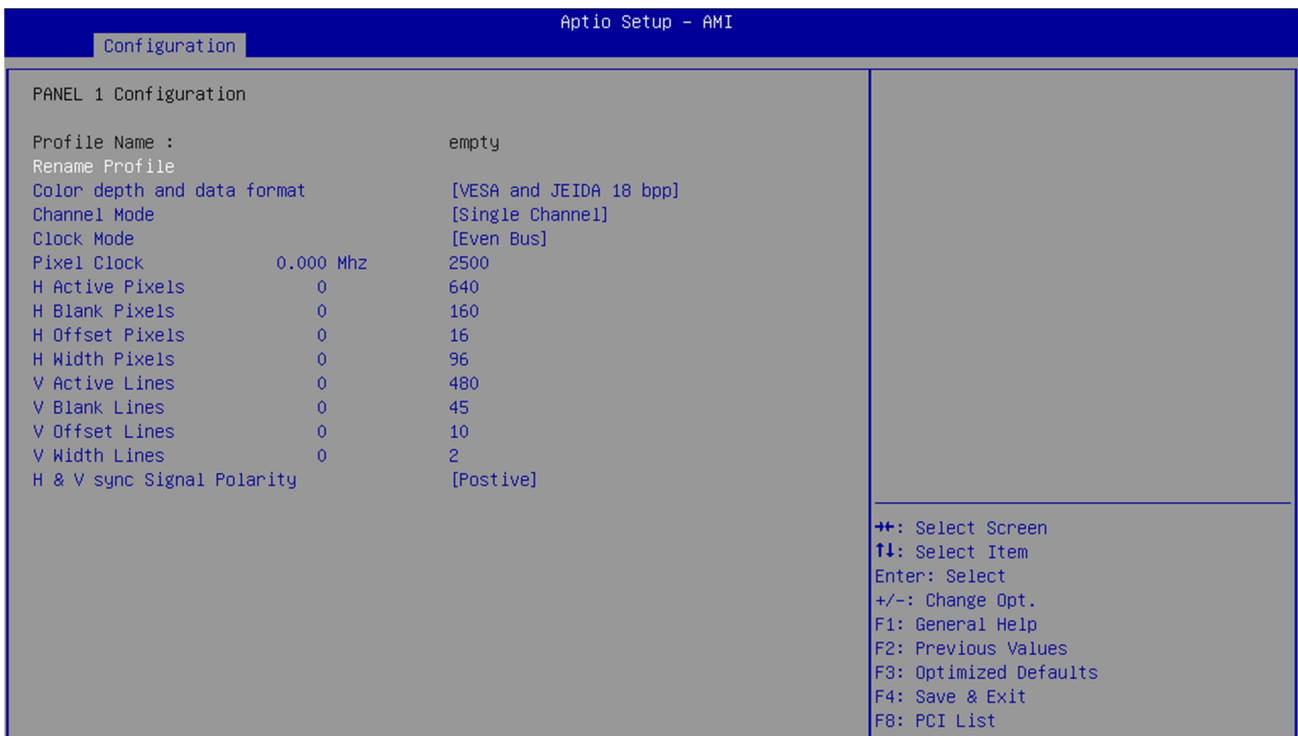 Aptio Setup – AMI
Configuration
PANEL 1 Configuration
Profile Name : empty
Rename Profile
Color depth and data format [VESA and JEIDA 18 bpp]
Channel Mode [Single Channel]
Clock Mode [Even Bus]
Pixel Clock 0.000 Mhz 2500
H Active Pixels 0 640
H Blank Pixels 0 160
H Offset Pixels 0 16
H Width Pixels 0 96
V Active Lines 0 480
V Blank Lines 0 45
V Offset Lines 0 10
V Width Lines 0 2
H & V sync Signal Polarity [Postive]
→←: Select Screen
↑↓: Select Item
Enter: Select
+/-: Change Opt.
F1: General Help
F2: Previous Values
F3: Optimized Defaults
F4: Save & Exit
F8: PCI List